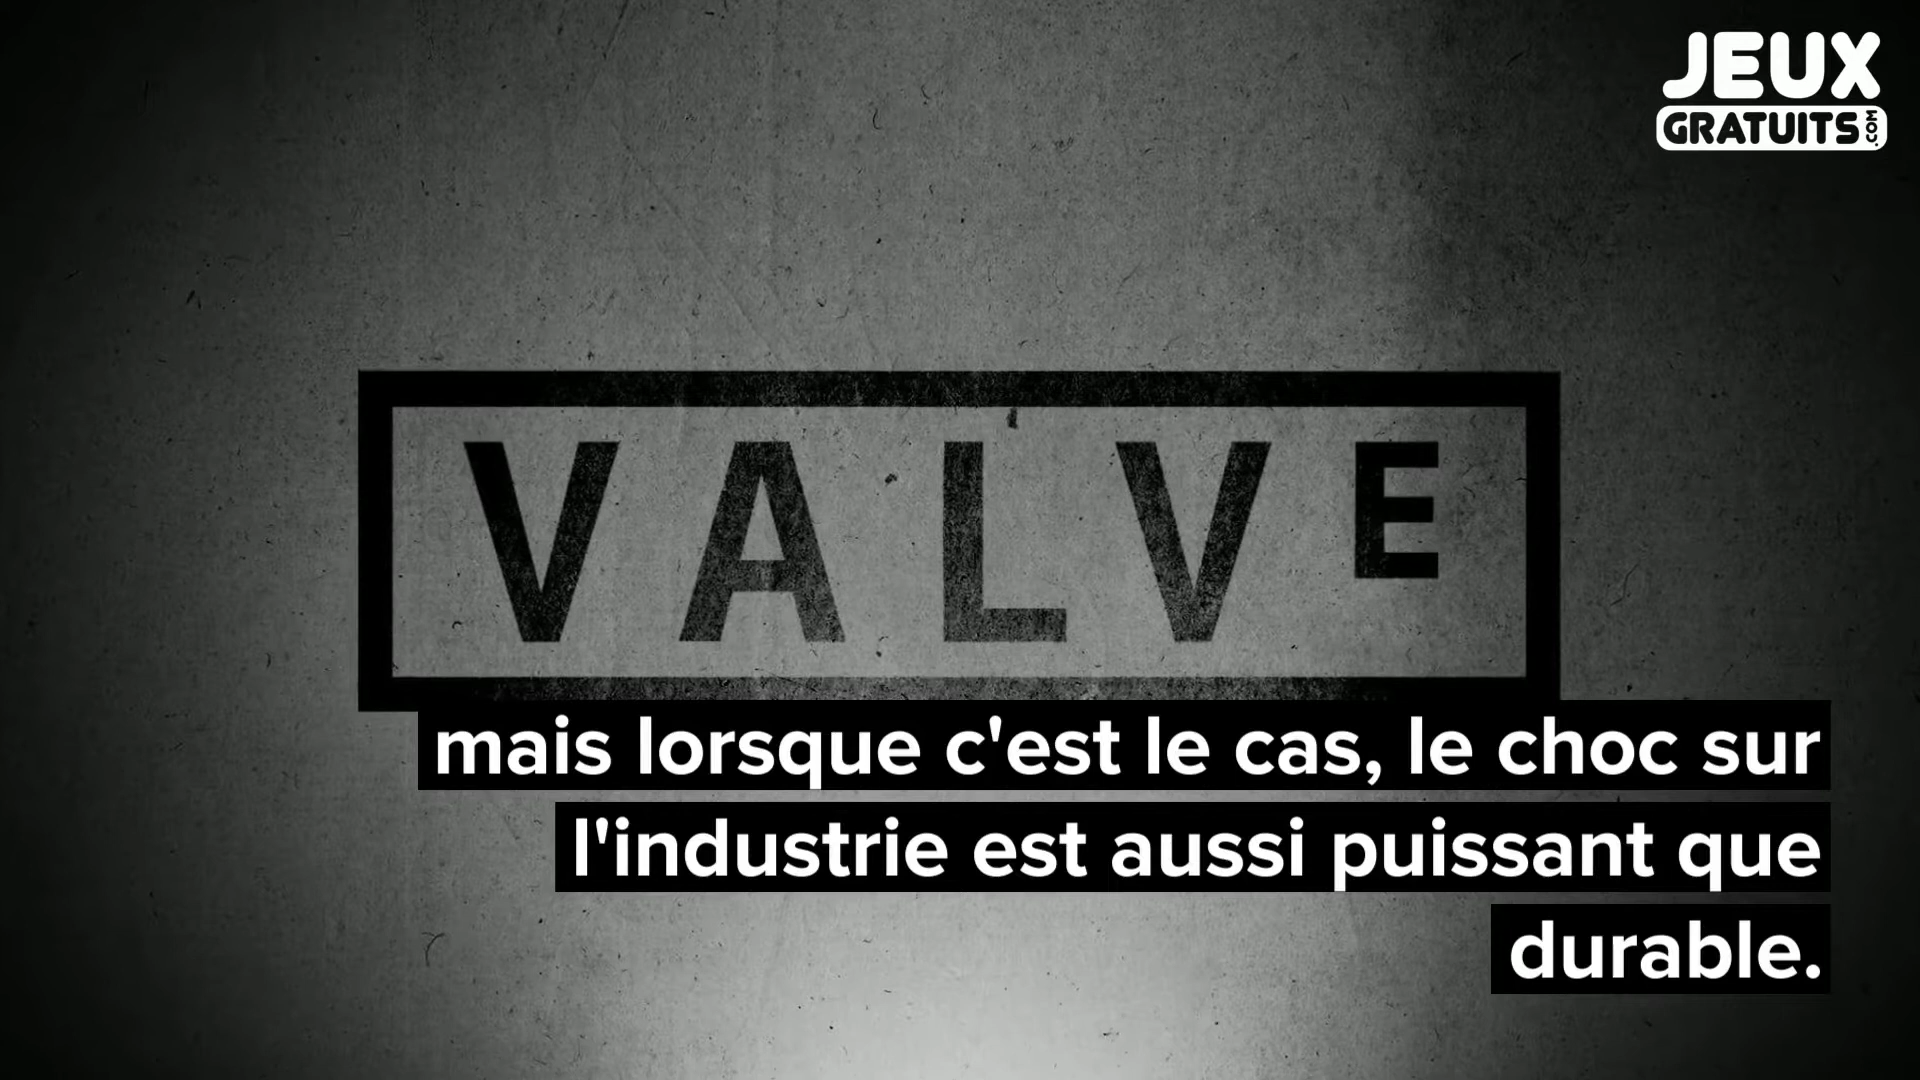 JEUX
GRATUITS.COM
VALVE
mais lorsque c'est le cas, le choc sur
l'industrie est aussi puissant que
durable.